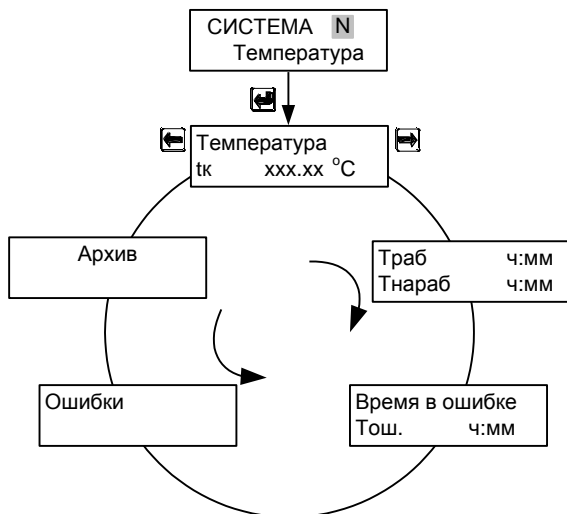 СИСТЕМА N
Температура
Температура
tк xxx.xx °C
Архив
Траб ч:мм
Тнараб ч:мм
Ошибки
Время в ошибке
Тош. ч:мм